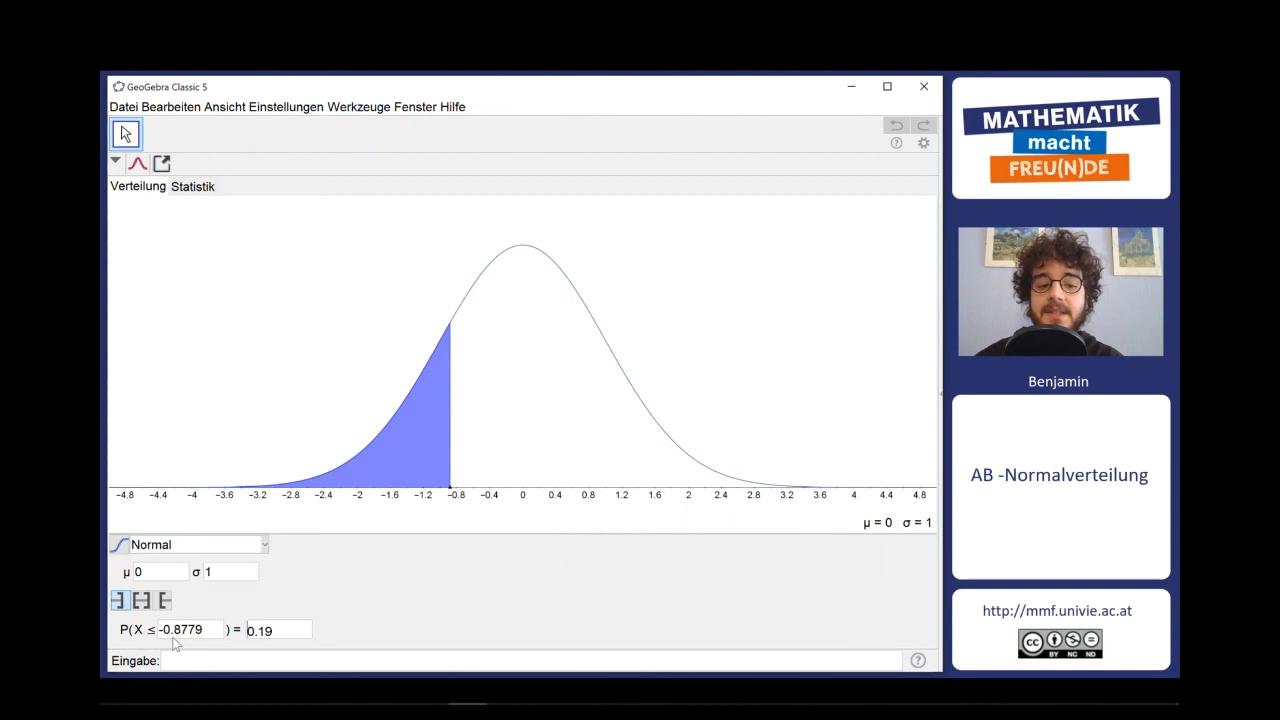 GeoGebra Classic 5
Datei Bearbeiten Ansicht Einstellungen Werkzeuge Fenster Hilfe
Verteilung Statistik
−4.8 −4.4 −4 −3.6 −3.2 −2.8 −2.4 −2 −1.6 −1.2 −0.8 −0.4 0 0.4 0.8 1.2 1.6 2 2.4 2.8 3.2 3.6 4 4.4 4.8
μ = 0 σ = 1
Normal
μ 0 σ 1
P(X ≤ -0.8779 ) = 0.19
Eingabe:
MATHEMATIK
macht
FREU(N)DE
Benjamin
AB -Normalverteilung
http://mmf.univie.ac.at
CC BY NC ND